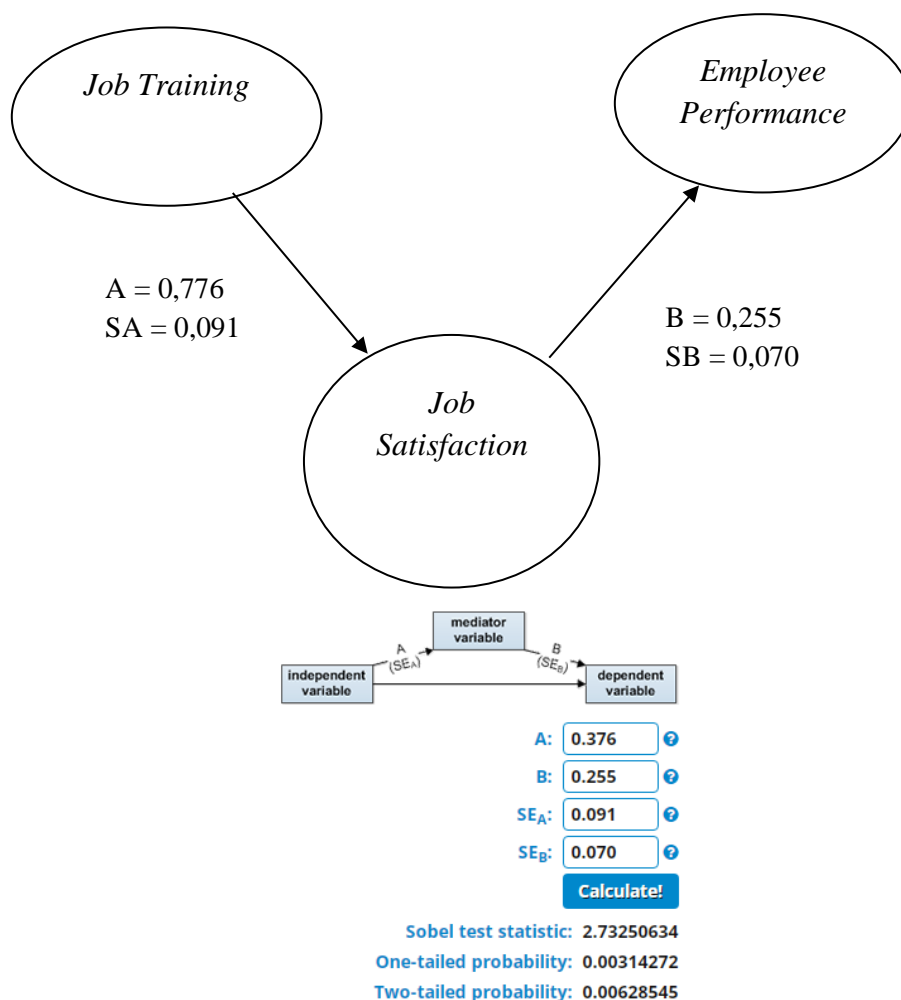 Job Training
Employee
Performance
A = 0,776
SA = 0,091
B = 0,255
SB = 0,070
Job
Satisfaction
mediator
variable
A
(SEA)
B
(SEB)
independent
variable
dependent
variable
A: 0.376 ?
B: 0.255 ?
SEA: 0.091 ?
SEB: 0.070 ?
Calculate!
Sobel test statistic: 2.73250634
One-tailed probability: 0.00314272
Two-tailed probability: 0.00628545